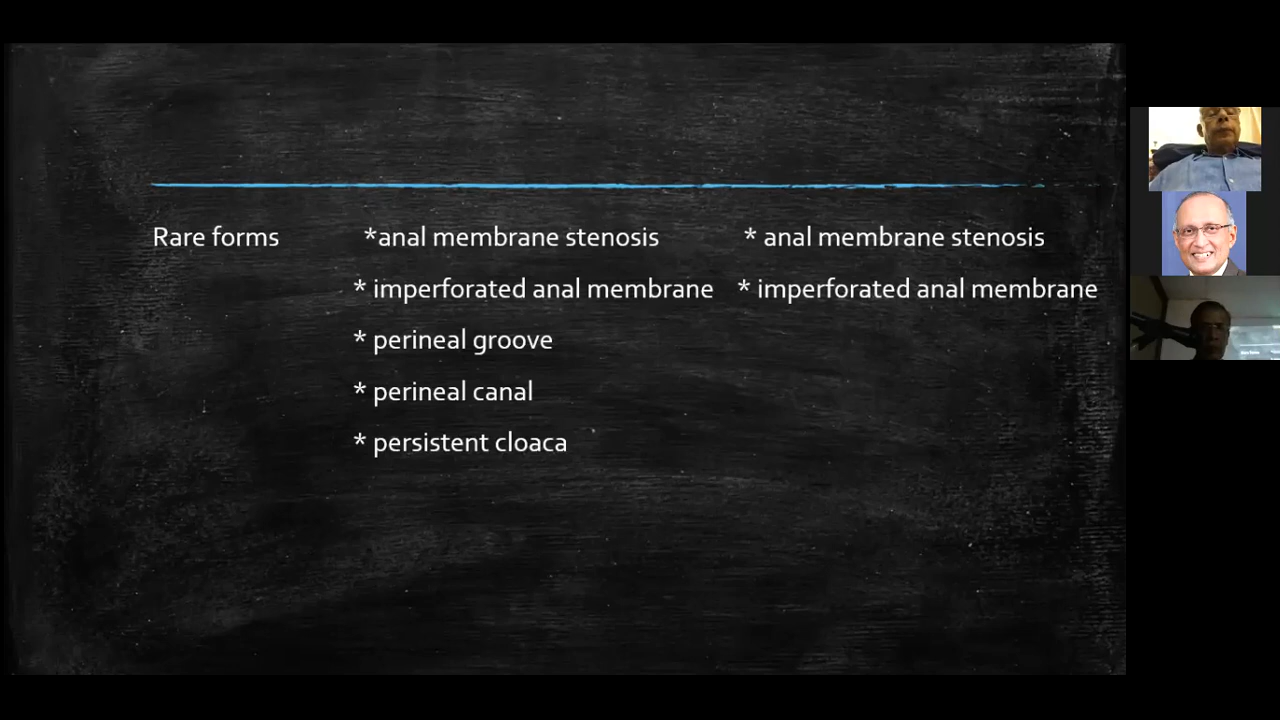 Rare forms *anal membrane stenosis * anal membrane stenosis
* imperforated anal membrane * imperforated anal membrane
* perineal groove
* perineal canal
* persistent cloaca